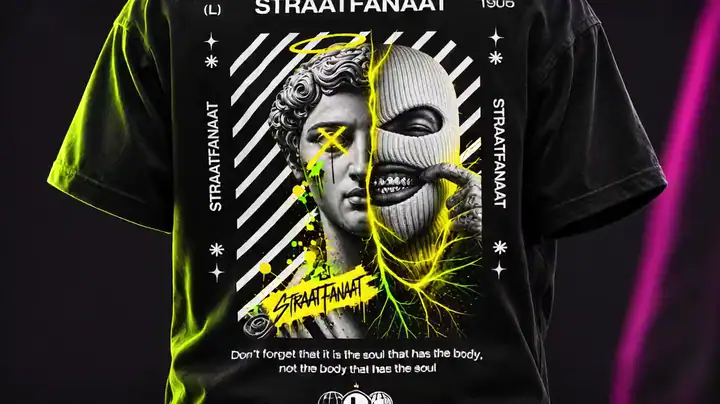 (L)
STRAATFANAAT
1906
STRAATFANAAT
STRAATFANAAT
STRAATFANAAT
Don't forget that it is the soul that has the body,
not the body that has the soul